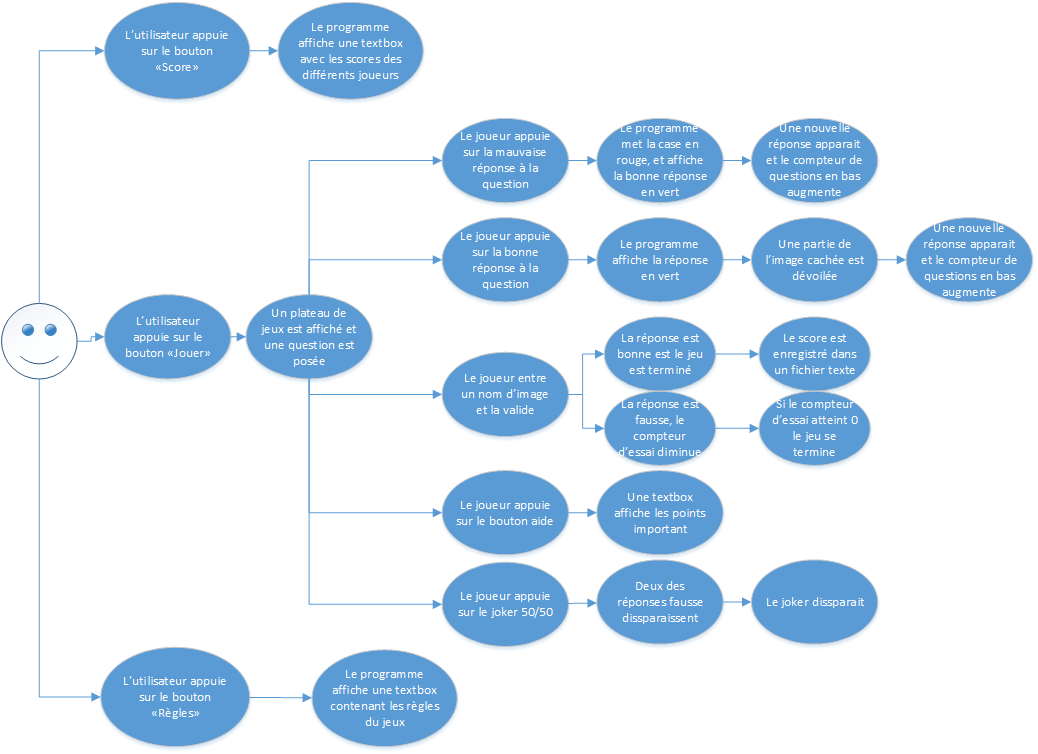 L’utilisateur appuie
sur le bouton
«Score»
Le programme
affiche une textbox
avec les scores des
différents joueurs
Le joueur appuie
sur la mauvaise
réponse à la
question
Le programme
met la case en
rouge, et affiche
la bonne réponse
en vert
Une nouvelle
réponse apparait
et le compteur de
questions en bas
augmente
Le joueur appuie
sur la bonne
réponse à la
question
Le programme
affiche la réponse
en vert
Une partie de
l’image cachée est
dévoilée
Une nouvelle
réponse apparait
et le compteur de
questions en bas
augmente
L’utilisateur
appuie sur le
bouton «Jouer»
Un plateau de
jeux est affiché et
une question est
posée
Le joueur entre
un nom d’image
et la valide
La réponse est
bonne est le jeu
est terminé
Le score est
enregistré dans
un fichier texte
La réponse est
fausse, le
compteur
d’essai diminue
Si le compteur
d’essai atteint 0
le jeu se
termine
Le joueur appuie
sur le bouton aide
Une textbox
affiche les points
important
Le joueur appuie
sur le joker 50/50
Deux des
réponses fausse
dissparaissent
Le joker dissparait
L’utilisateur appuie
sur le bouton
«Règles»
Le programme
affiche une textbox
contenant les règles
du jeux